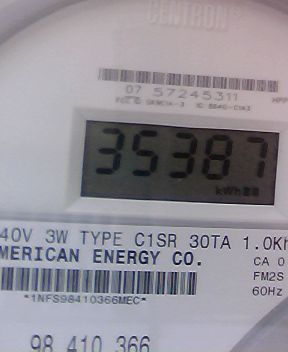 CENTRON®
07 57245311
35387
kWh
40V 3W TYPE C1SR 30TA 1.0Kh
MERICAN ENERGY CO.
CA 0
FM2S
60Hz
*1NFS98410366MEC*
98 410 366